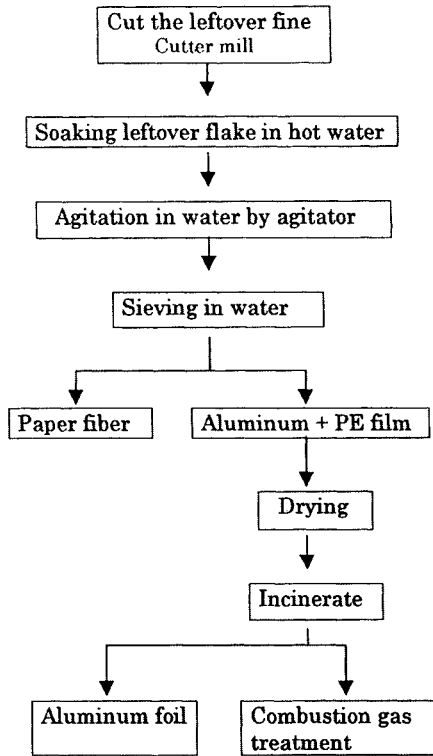 Cut the leftover fine
Cutter mill
Soaking leftover flake in hot water
Agitation in water by agitator
Sieving in water
Paper fiber
Aluminum + PE film
Drying
Incinerate
Aluminum foil
Combustion gas
treatment